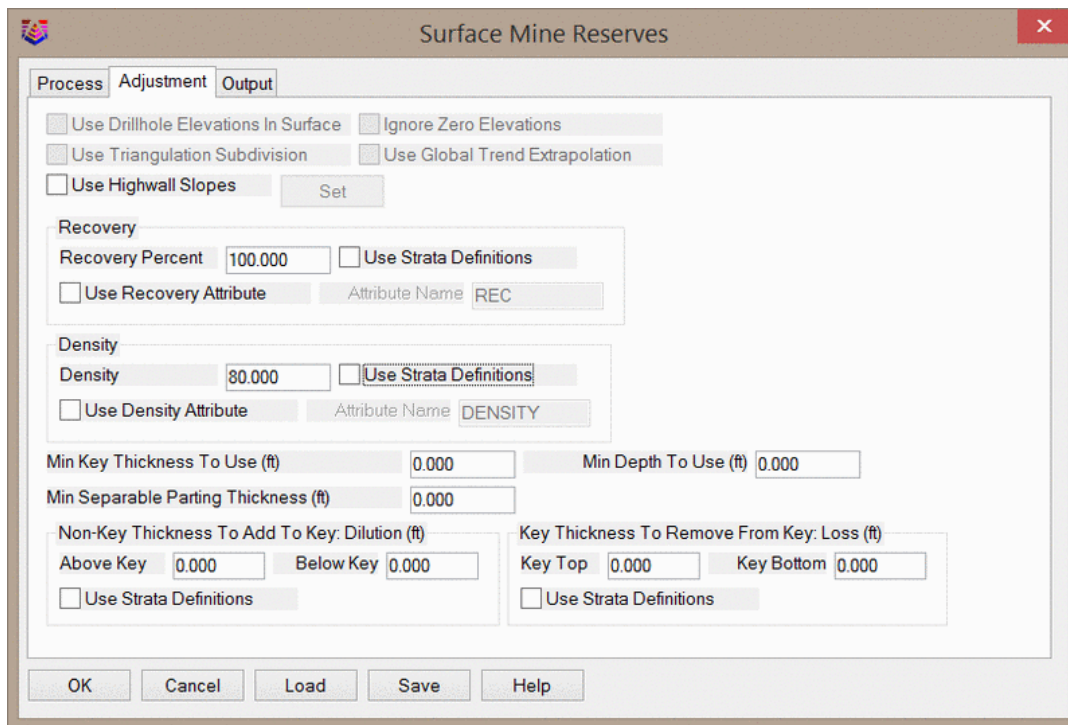 Surface Mine Reserves
Process Adjustment Output
Use Drillhole Elevations In Surface Ignore Zero Elevations
Use Triangulation Subdivision Use Global Trend Extrapolation
Use Highwall Slopes Set
Recovery
Recovery Percent 100.000 Use Strata Definitions
Use Recovery Attribute Attribute Name REC
Density
Density 80.000 Use Strata Definitions
Use Density Attribute Attribute Name DENSITY
Min Key Thickness To Use (ft) 0.000 Min Depth To Use (ft) 0.000
Min Separable Parting Thickness (ft) 0.000
Non-Key Thickness To Add To Key: Dilution (ft) Key Thickness To Remove From Key: Loss (ft)
Above Key 0.000 Below Key 0.000 Key Top 0.000 Key Bottom 0.000
Use Strata Definitions Use Strata Definitions
OK Cancel Load Save Help